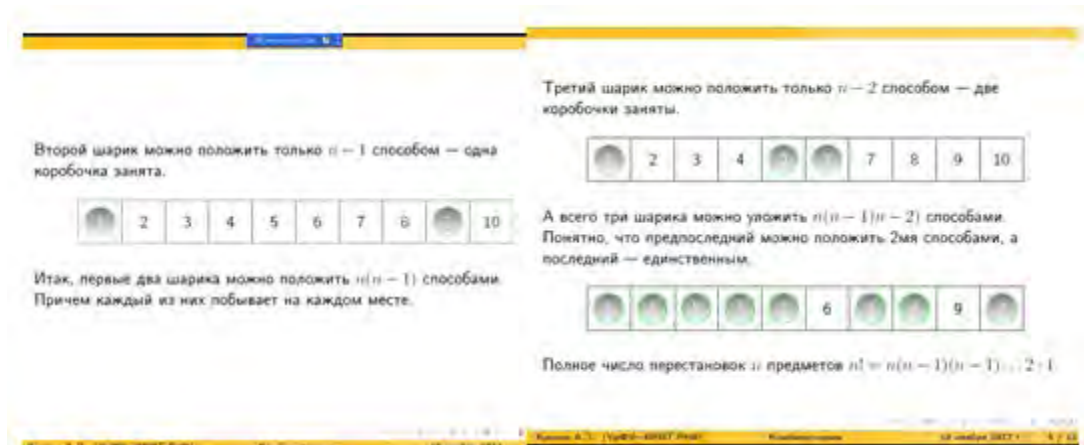 Второй шарик можно положить только n − 1 способом — одна
коробочка занята.
2 3 4 5 6 7 8 10
Итак, первые два шарика можно положить n(n − 1) способами.
Причем каждый из них побывает на каждом месте.
Третий шарик можно положить только n − 2 способом — две
коробочки заняты.
2 3 4 7 8 9 10
А всего три шарика можно уложить n(n − 1)n − 2) способами.
Понятно, что предпоследний можно положить 2мя способами, а
последний — единственным.
6 9
Полное число перестановок n предметов n! = n(n − 1)(n − 1) . . . 2 · 1